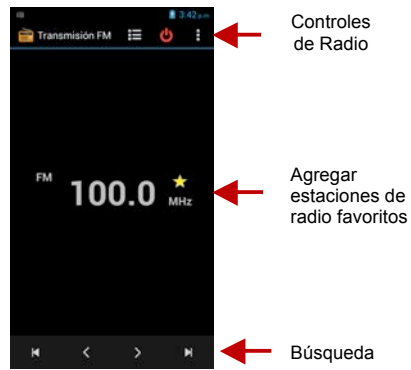 3:42 p.m.
Transmisión FM
Controles
de Radio
FM
100.0
MHz
Agregar
estaciones de
radio favoritos
Búsqueda